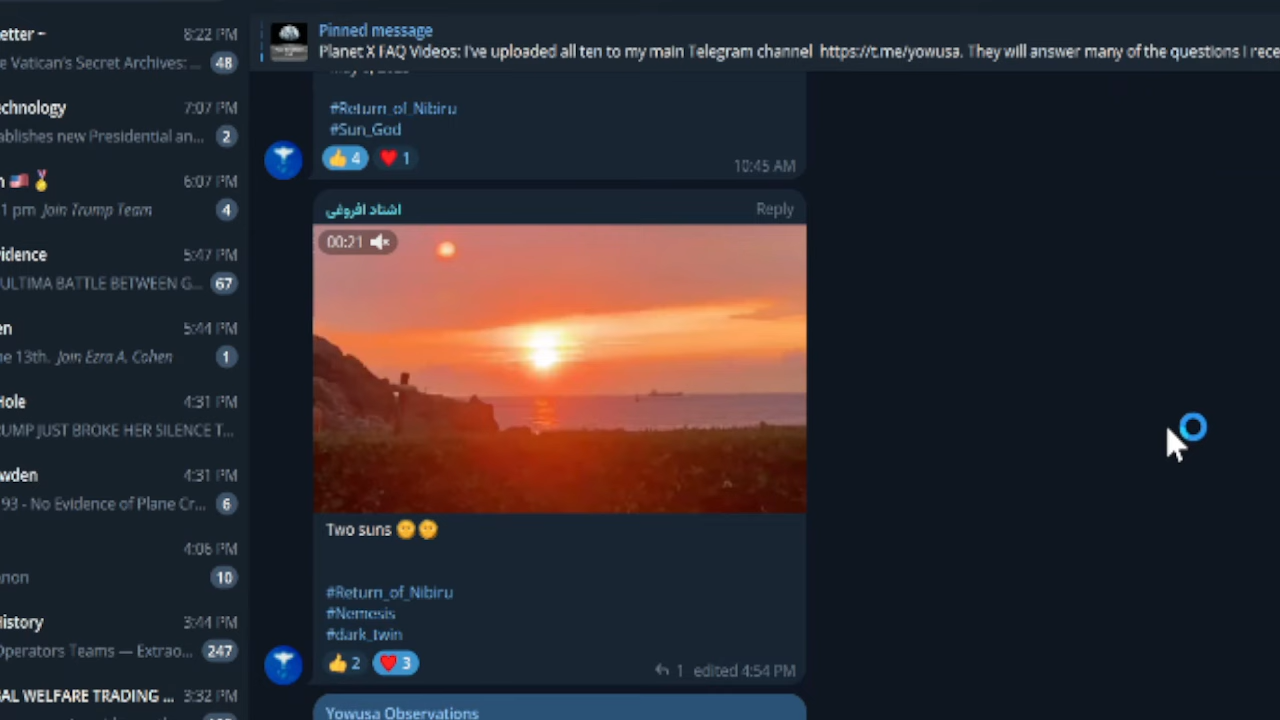 etter ~ 8:22 PM
e Vatican's Secret Archives: ... 48
echnology 7:07 PM
ablishes new Presidential an... 2
n 🇺🇸🏅 6:07 PM
1 pm Join Trump Team 4
vidence 5:47 PM
ULTIMA BATTLE BETWEEN G... 67
en 5:44 PM
ne 13th. Join Ezra A. Cohen 1
Hole 4:31 PM
RUMP JUST BROKE HER SILENCE T...
wden 4:31 PM
93 - No Evidence of Plane Cr... 6
4:06 PM
anon 10
History 3:44 PM
Operators Teams — Extrao... 247
AL WELFARE TRADING ... 3:32 PM
Pinned message
Planet X FAQ Videos: I've uploaded all ten to my main Telegram channel https://t.me/yowusa. They will answer many of the questions I rece
#Return_of_Nibiru
#Sun_God
👍 4 ❤️ 1 10:45 AM
Reply
00:21
Two suns 🌝🌝
#Return_of_Nibiru
#Nemesis
#dark_twin
👍 2 ❤️ 3 1 edited 4:54 PM
Yowusa Observations